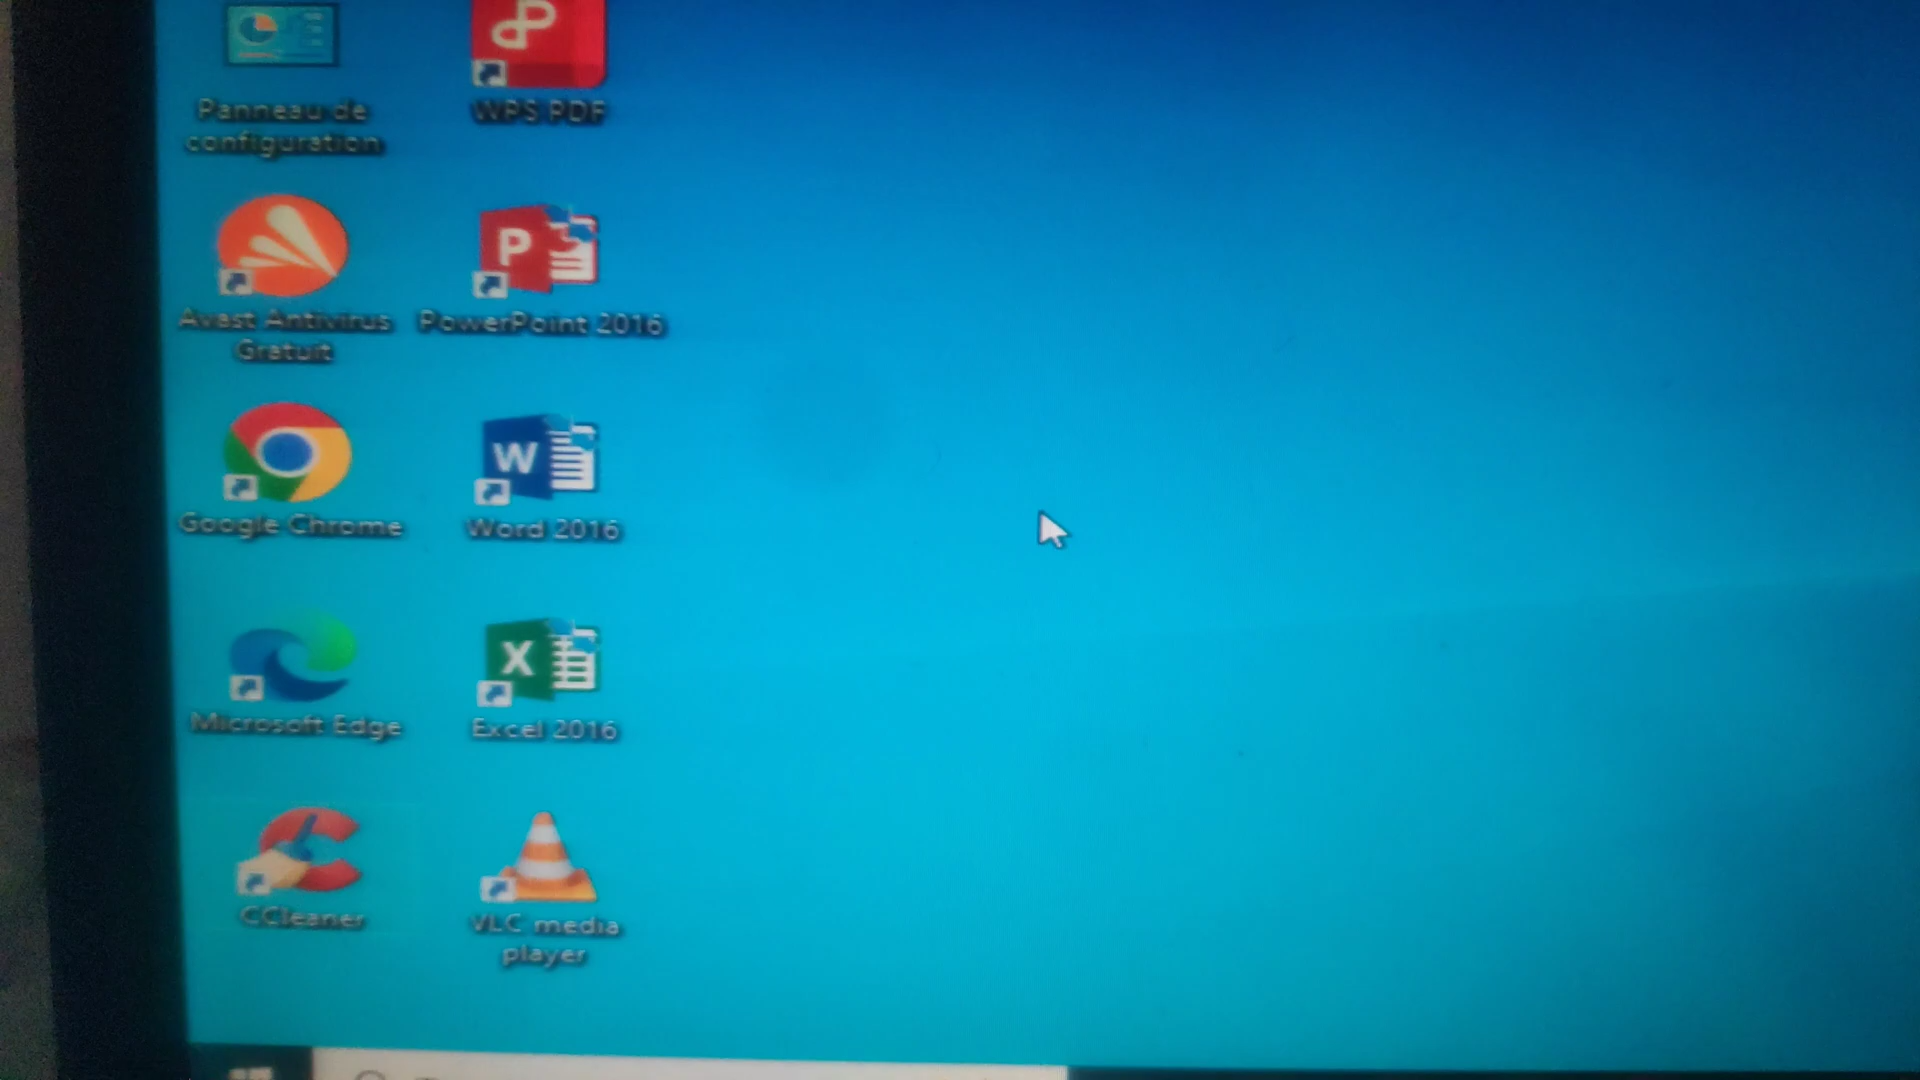 Panneau de
configuration
WPS PDF
Avast Antivirus
Gratuit
P
PowerPoint 2016
Google Chrome
W
Word 2016
Microsoft Edge
X
Excel 2016
CCleaner
VLC media
player